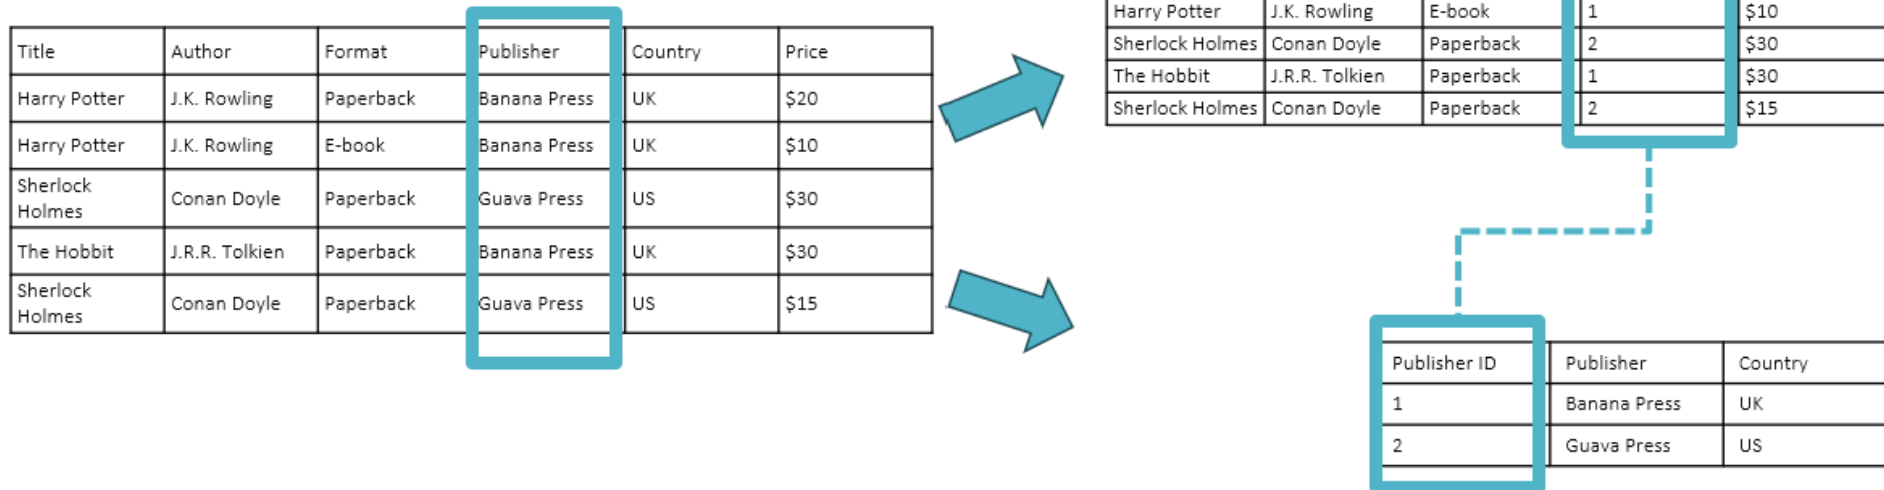 Title Author Format Publisher Country Price
Harry Potter J.K. Rowling Paperback Banana Press UK $20
Harry Potter J.K. Rowling E-book Banana Press UK $10
Sherlock
Holmes Conan Doyle Paperback Guava Press US $30
The Hobbit J.R.R. Tolkien Paperback Banana Press UK $30
Sherlock
Holmes Conan Doyle Paperback Guava Press US $15
Harry Potter J.K. Rowling E-book 1 $10
Sherlock Holmes Conan Doyle Paperback 2 $30
The Hobbit J.R.R. Tolkien Paperback 1 $30
Sherlock Holmes Conan Doyle Paperback 2 $15
Publisher ID Publisher Country
1 Banana Press UK
2 Guava Press US